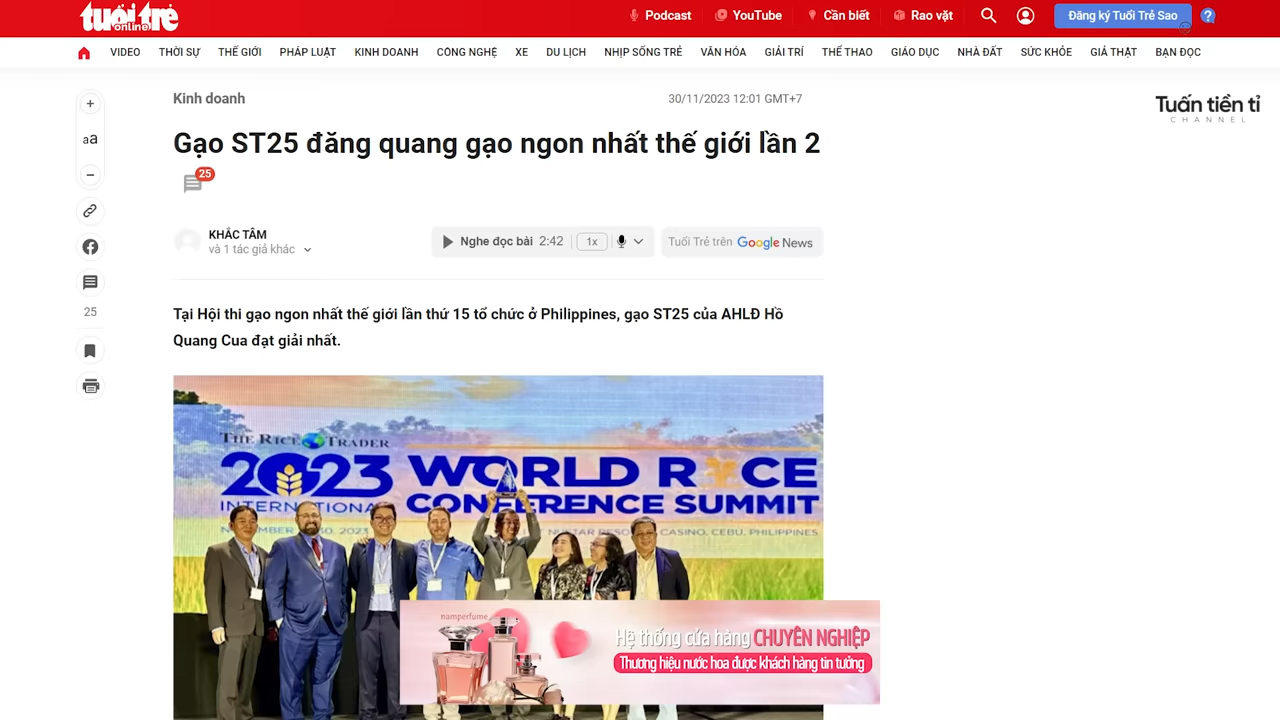 tuổi trẻ
online
Podcast
YouTube
Cần biết
Rao vặt
Đăng ký Tuổi Trẻ Sao
VIDEO
THỜI SỰ
THẾ GIỚI
PHÁP LUẬT
KINH DOANH
CÔNG NGHỆ
XE
DU LỊCH
NHỊP SỐNG TRẺ
VĂN HÓA
GIẢI TRÍ
THỂ THAO
GIÁO DỤC
NHÀ ĐẤT
SỨC KHỎE
GIẢ THẬT
BẠN ĐỌC
Tuấn tiền tỉ
CHANNEL
Kinh doanh
30/11/2023 12:01 GMT+7
aa
Gạo ST25 đăng quang gạo ngon nhất thế giới lần 2
25
KHẮC TÂM
và 1 tác giả khác
Nghe đọc bài 2:42
1x
Tuổi Trẻ trên Google News
25
Tại Hội thi gạo ngon nhất thế giới lần thứ 15 tổ chức ở Philippines, gạo ST25 của AHLĐ Hồ
Quang Cua đạt giải nhất.
THE RICE TRADER
2023 WORLD RICE
INTERNATIONAL CONFERENCE SUMMIT
CASINO, CEBU, PHILIPPINES
namperfume
Hệ thống cửa hàng CHUYÊN NGHIỆP
Thương hiệu nước hoa được khách hàng tin tưởng